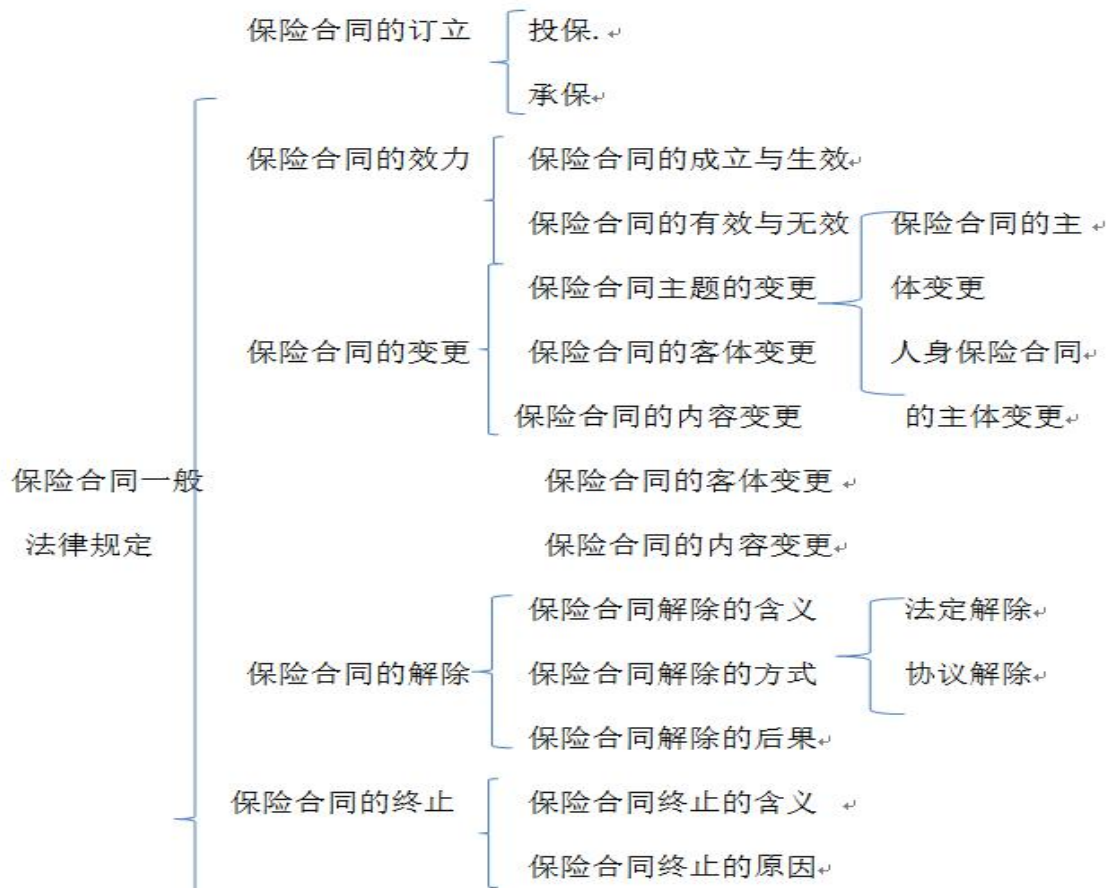 保险合同的订立 投保.
承保
保险合同的效力 保险合同的成立与生效
保险合同的有效与无效 保险合同的主
保险合同主题的变更 体变更
保险合同的变更 保险合同的客体变更 人身保险合同
保险合同的内容变更 的主体变更
保险合同一般 保险合同的客体变更
法律规定 保险合同的内容变更
保险合同解除的含义 法定解除
保险合同的解除 保险合同解除的方式 协议解除
保险合同解除的后果
保险合同的终止 保险合同终止的含义
保险合同终止的原因